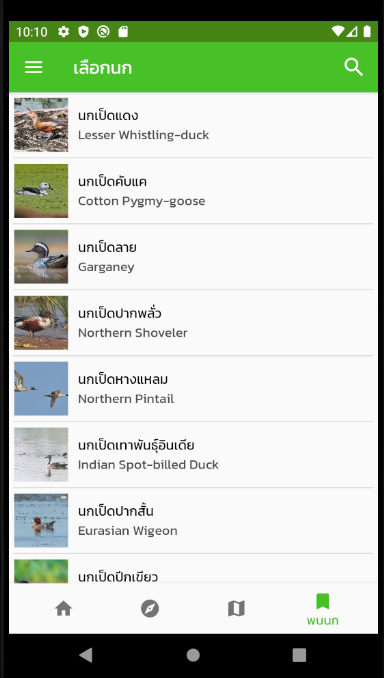 10:10
เลือกนก
นกเป็ดแดง
Lesser Whistling-duck
นกเป็ดคับแค
Cotton Pygmy-goose
นกเป็ดลาย
Garganey
นกเป็ดปากพลั่ว
Northern Shoveler
นกเป็ดหางแหลม
Northern Pintail
นกเป็ดเทาพันธุ์อินเดีย
Indian Spot-billed Duck
นกเป็ดปากสั้น
Eurasian Wigeon
นกเป็ดปีกเขียว
พบนก